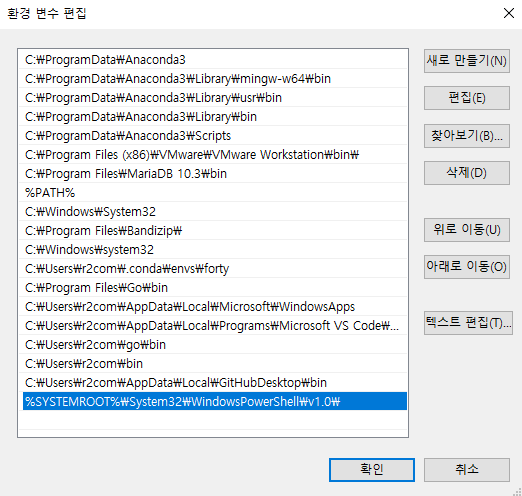 환경 변수 편집
C:₩ProgramData₩Anaconda3
C:₩ProgramData₩Anaconda3₩Library₩mingw-w64₩bin
C:₩ProgramData₩Anaconda3₩Library₩usr₩bin
C:₩ProgramData₩Anaconda3₩Library₩bin
C:₩ProgramData₩Anaconda3₩Scripts
C:₩Program Files (x86)₩VMware₩VMware Workstation₩bin₩
C:₩Program Files₩MariaDB 10.3₩bin
%PATH%
C:₩Windows₩System32
C:₩Program Files₩Bandizip₩
C:₩Windows₩system32
C:₩Users₩r2com₩.conda₩envs₩forty
C:₩Program Files₩Go₩bin
C:₩Users₩r2com₩AppData₩Local₩Microsoft₩WindowsApps
C:₩Users₩r2com₩AppData₩Local₩Programs₩Microsoft VS Code₩...
C:₩Users₩r2com₩go₩bin
C:₩Users₩r2com₩bin
C:₩Users₩r2com₩AppData₩Local₩GitHubDesktop₩bin
%SYSTEMROOT%₩System32₩WindowsPowerShell₩v1.0₩
새로 만들기(N)
편집(E)
찾아보기(B)...
삭제(D)
위로 이동(U)
아래로 이동(O)
텍스트 편집(T)...
확인
취소